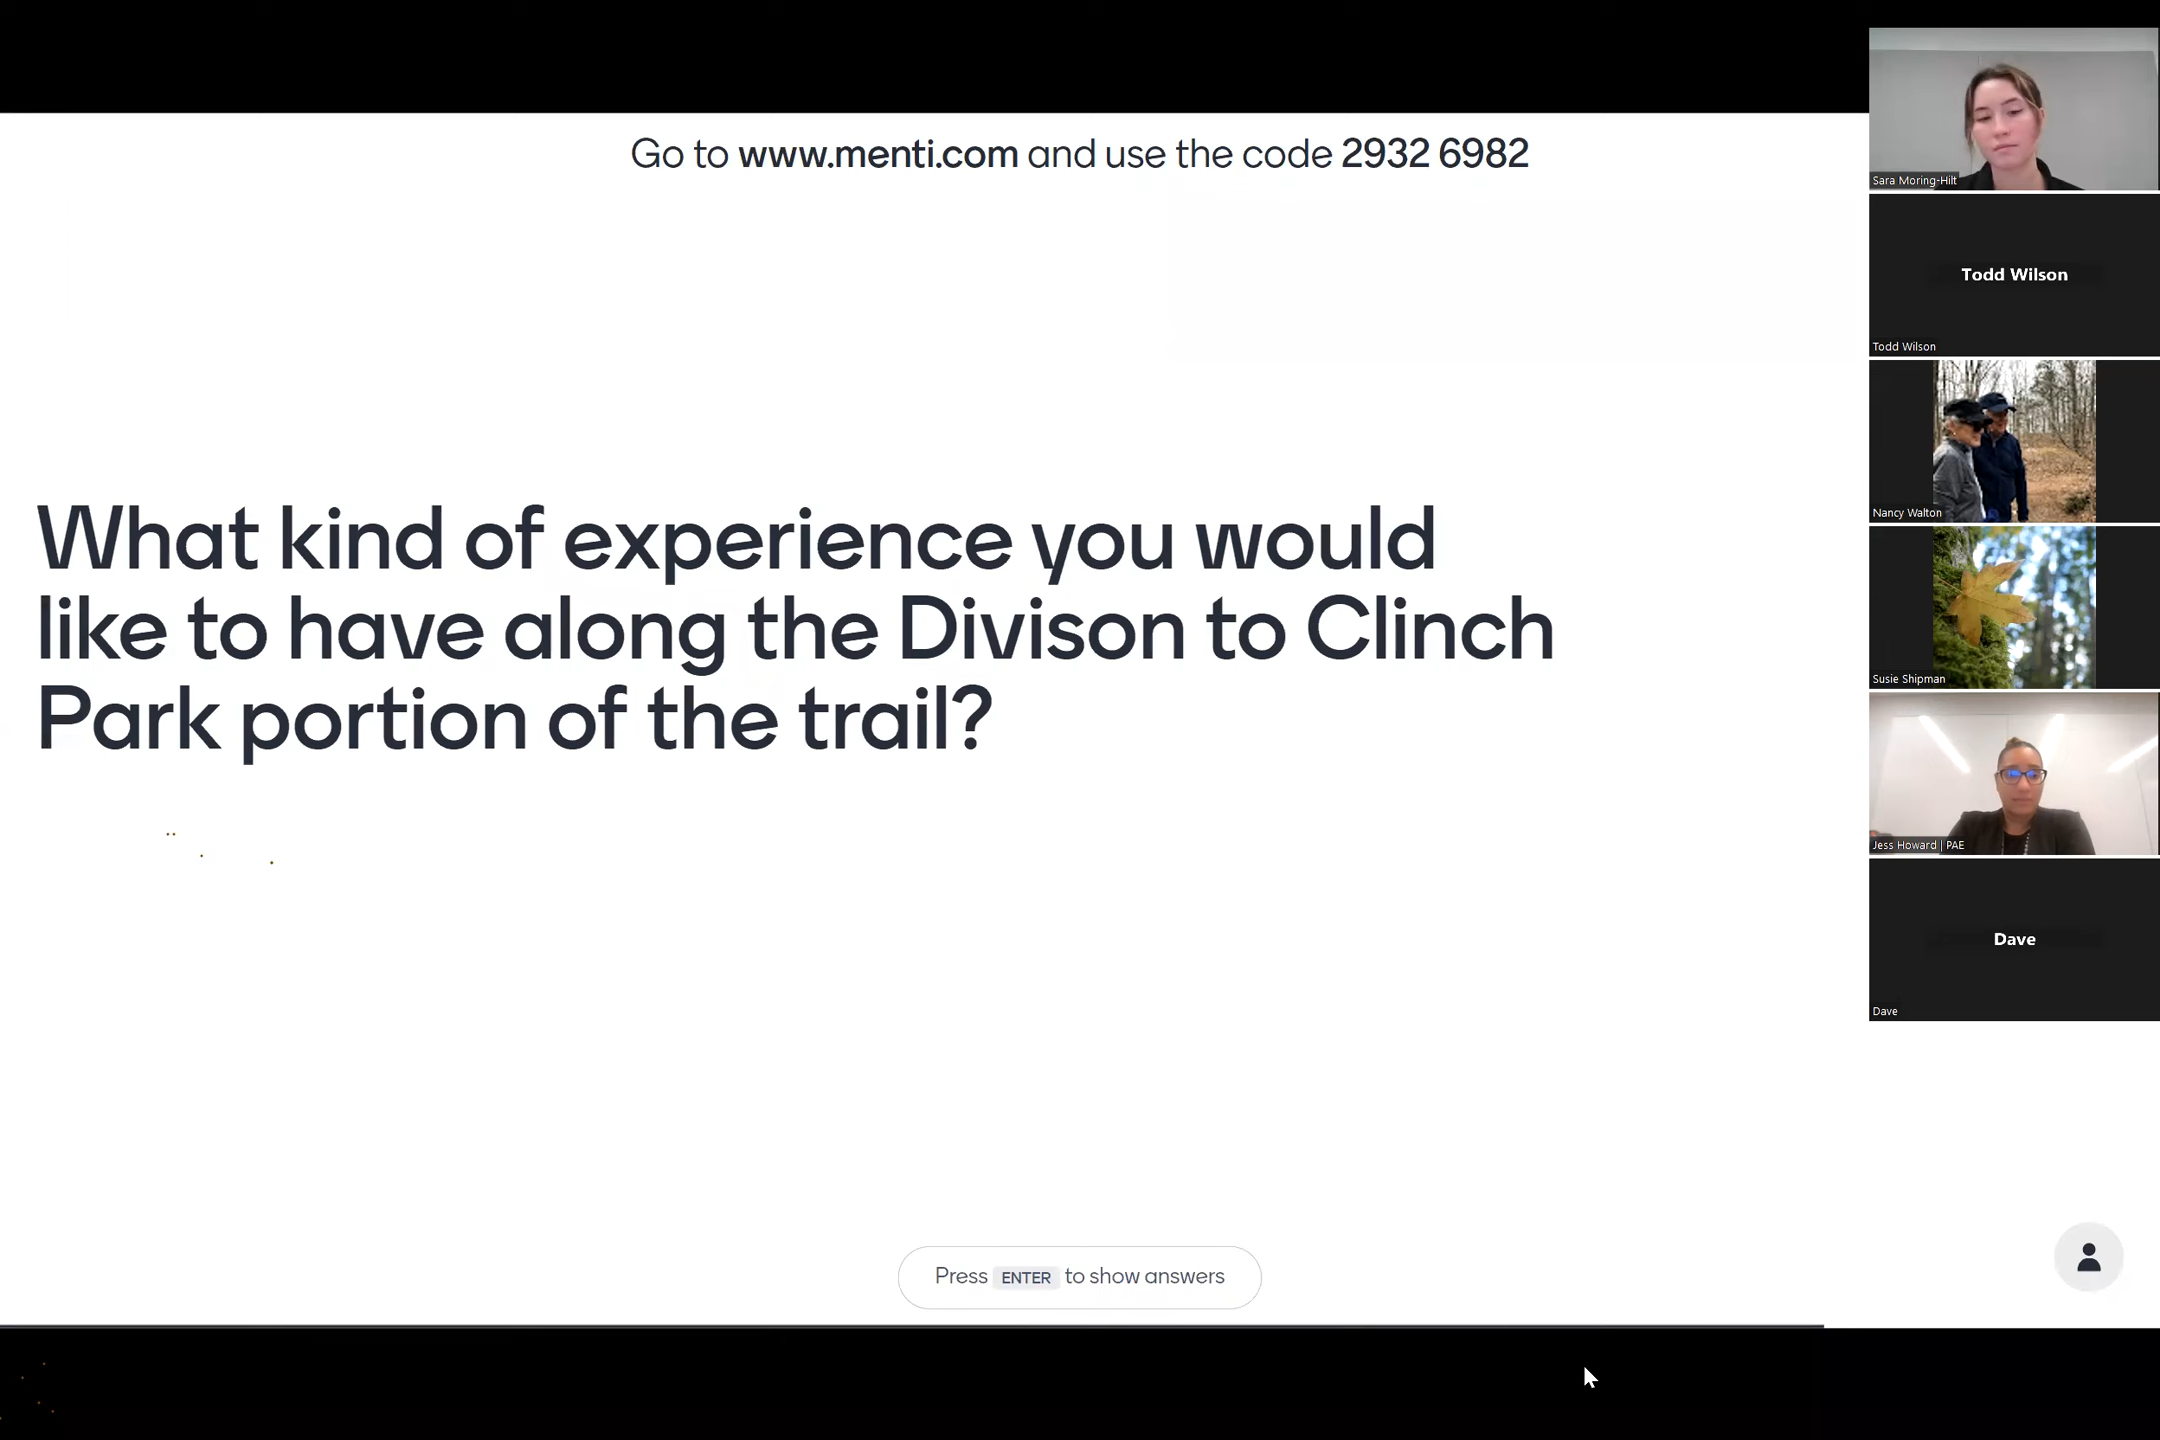 Go to www.menti.com and use the code 2932 6982
What kind of experience you would
like to have along the Divison to Clinch
Park portion of the trail?
Press ENTER to show answers
Sara Moring-Hilt
Todd Wilson
Todd Wilson
Nancy Walton
Susie Shipman
Jess Howard | PAE
Dave
Dave